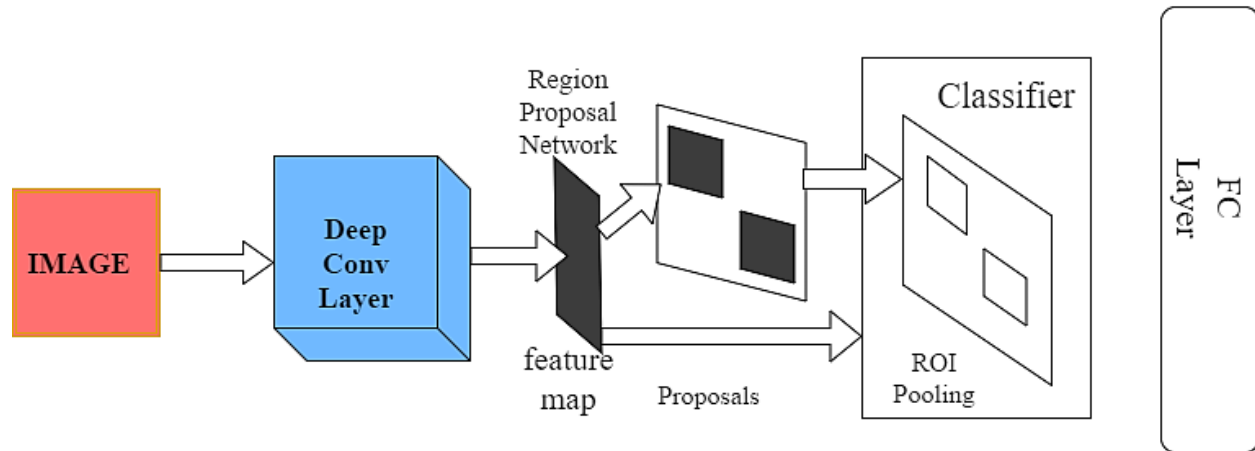 IMAGE
Deep
Conv
Layer
Region
Proposal
Network
feature
map
Proposals
Classifier
ROI
Pooling
FC
Layer